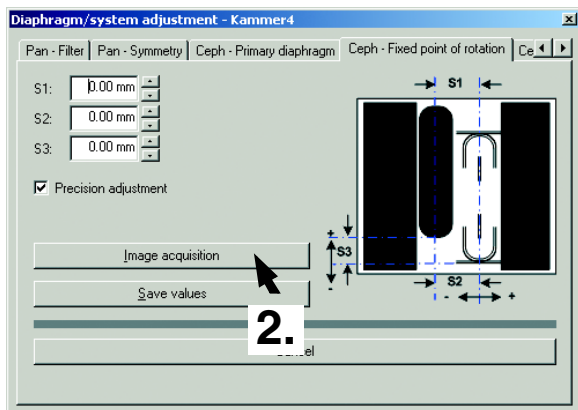 Diaphragm/system adjustment - Kammer4
Pan - Filter Pan - Symmetry Ceph - Primary diaphragm Ceph - Fixed point of rotation Ce
S1: 0.00 mm
S2: 0.00 mm
S3: 0.00 mm
Precision adjustment
Image acquisition
Save values
2.
S1
+
S3
-
S2
- +